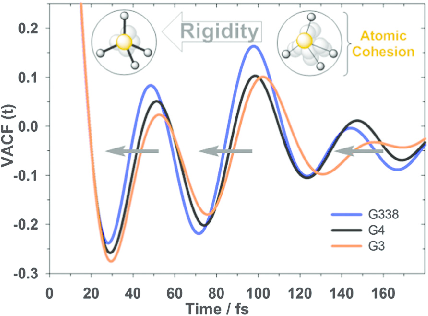 Rigidity
Atomic
Cohesion
0.2
0.1
0.0
-0.1
-0.2
-0.3
VACF (t)
G338
G4
G3
0 20 40 60 80 100 120 140 160
Time / fs